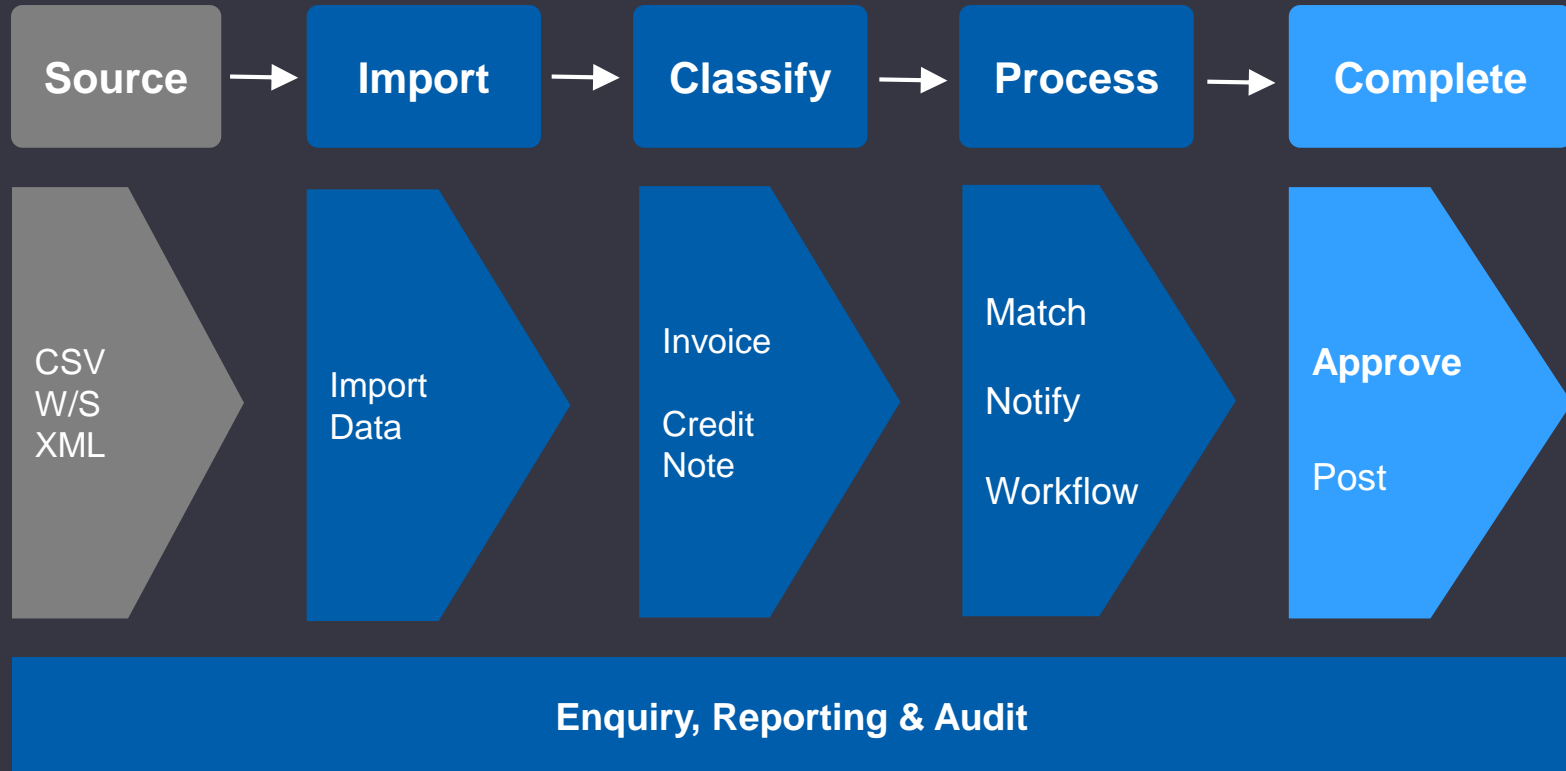 Source
Import
Classify
Process
Complete
CSV
W/S
XML
Import
Data
Invoice
Credit
Note
Match
Notify
Workflow
Approve
Post
Enquiry, Reporting & Audit